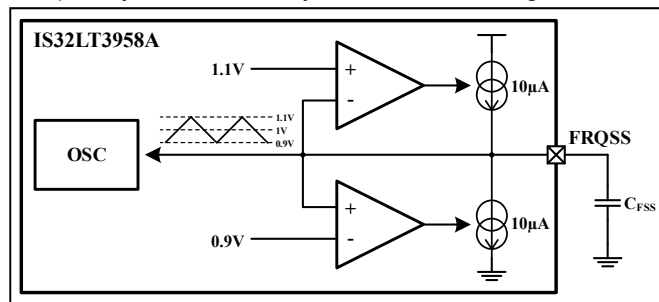 IS32LT3958A
1.1V
+
-
10µA
1.1V
1V
0.9V
OSC
FRQSS
+
-
10µA
C_FSS
0.9V